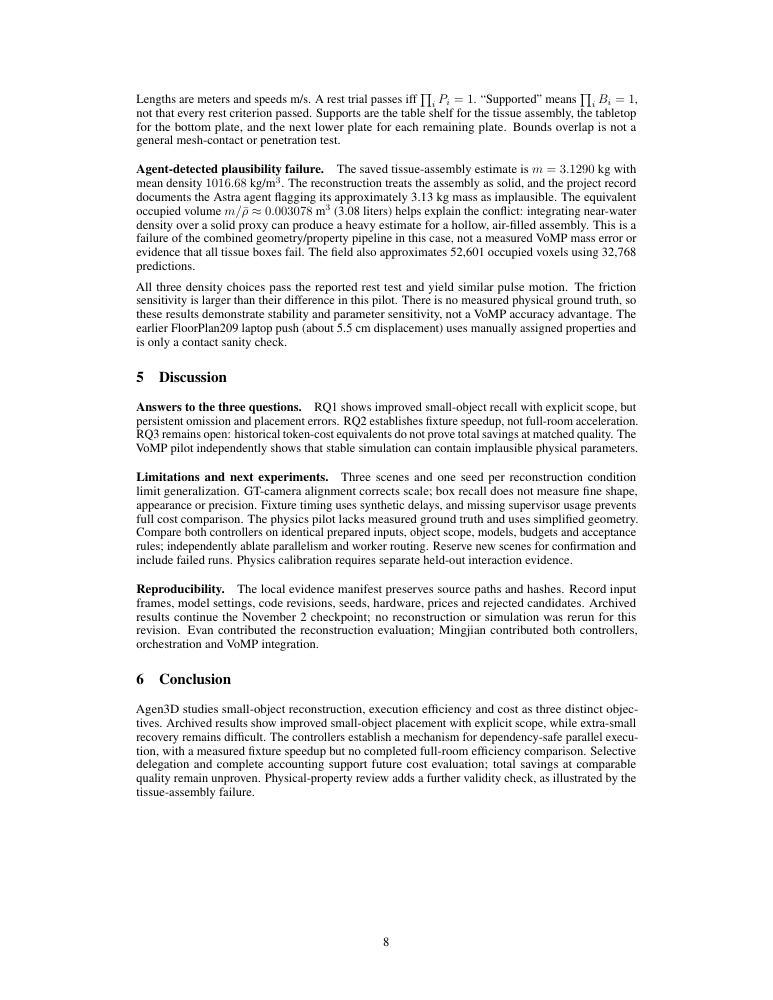 Lengths are meters and speeds m/s. A rest trial passes iff ∏ᵢ Pᵢ = 1. “Supported” means ∏ᵢ Bᵢ = 1,
not that every rest criterion passed. Supports are the table shelf for the tissue assembly, the tabletop
for the bottom plate, and the next lower plate for each remaining plate. Bounds overlap is not a
general mesh-contact or penetration test.
Agent-detected plausibility failure. The saved tissue-assembly estimate is m = 3.1290 kg with
mean density 1016.68 kg/m³. The reconstruction treats the assembly as solid, and the project record
documents the Astra agent flagging its approximately 3.13 kg mass as implausible. The equivalent
occupied volume m/ρ̄ ≈ 0.003078 m³ (3.08 liters) helps explain the conflict: integrating near-water
density over a solid proxy can produce a heavy estimate for a hollow, air-filled assembly. This is a
failure of the combined geometry/property pipeline in this case, not a measured VoMP mass error or
evidence that all tissue boxes fail. The field also approximates 52,601 occupied voxels using 32,768
predictions.
All three density choices pass the reported rest test and yield similar pulse motion. The friction
sensitivity is larger than their difference in this pilot. There is no measured physical ground truth, so
these results demonstrate stability and parameter sensitivity, not a VoMP accuracy advantage. The
earlier FloorPlan209 laptop push (about 5.5 cm displacement) uses manually assigned properties and
is only a contact sanity check.
5 Discussion
Answers to the three questions. RQ1 shows improved small-object recall with explicit scope, but
persistent omission and placement errors. RQ2 establishes fixture speedup, not full-room acceleration.
RQ3 remains open: historical token-cost equivalents do not prove total savings at matched quality. The
VoMP pilot independently shows that stable simulation can contain implausible physical parameters.
Limitations and next experiments. Three scenes and one seed per reconstruction condition
limit generalization. GT-camera alignment corrects scale; box recall does not measure fine shape,
appearance or precision. Fixture timing uses synthetic delays, and missing supervisor usage prevents
full cost comparison. The physics pilot lacks measured ground truth and uses simplified geometry.
Compare both controllers on identical prepared inputs, object scope, models, budgets and acceptance
rules; independently ablate parallelism and worker routing. Reserve new scenes for confirmation and
include failed runs. Physics calibration requires separate held-out interaction evidence.
Reproducibility. The local evidence manifest preserves source paths and hashes. Record input
frames, model settings, code revisions, seeds, hardware, prices and rejected candidates. Archived
results continue the November 2 checkpoint; no reconstruction or simulation was rerun for this
revision. Evan contributed the reconstruction evaluation; Mingjian contributed both controllers,
orchestration and VoMP integration.
6 Conclusion
Agen3D studies small-object reconstruction, execution efficiency and cost as three distinct objec-
tives. Archived results show improved small-object placement with explicit scope, while extra-small
recovery remains difficult. The controllers establish a mechanism for dependency-safe parallel execu-
tion, with a measured fixture speedup but no completed full-room efficiency comparison. Selective
delegation and complete accounting support future cost evaluation; total savings at comparable
quality remain unproven. Physical-property review adds a further validity check, as illustrated by the
tissue-assembly failure.
8